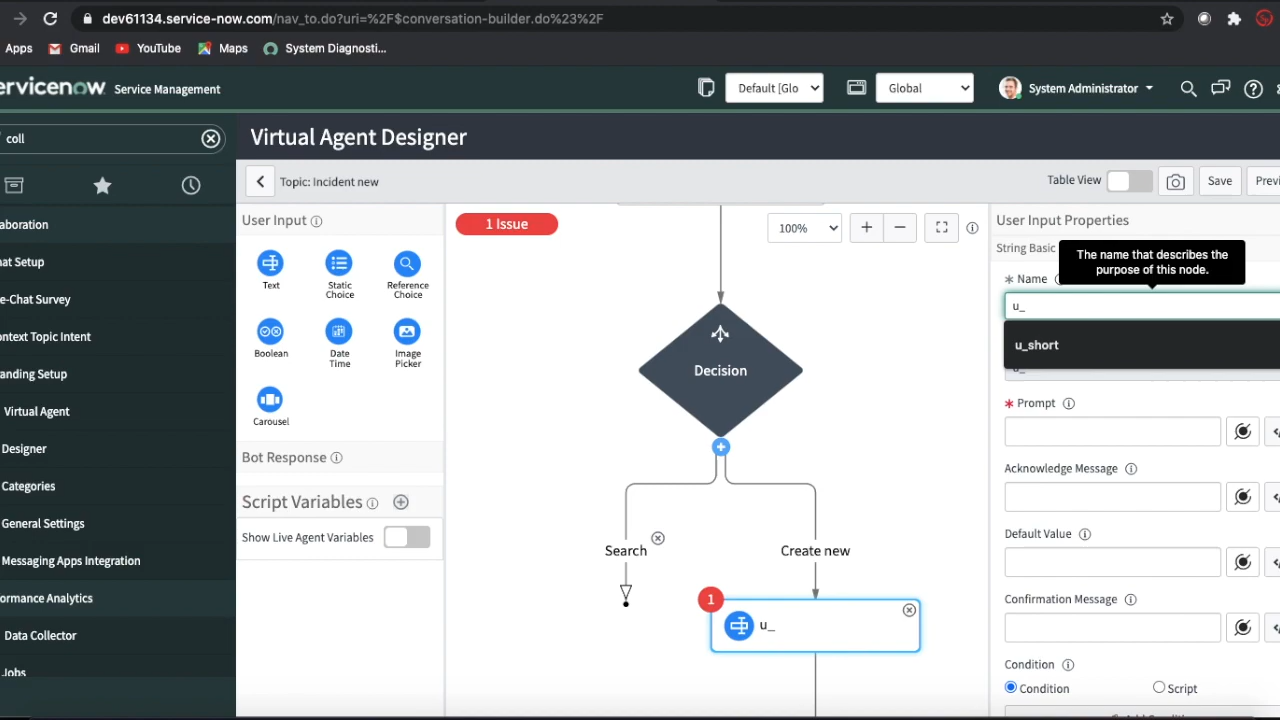 dev61134.service-now.com/nav_to.do?uri=%2F$conversation-builder.do%23%2F
Apps
Gmail
YouTube
Maps
System Diagnosti...
ervicenow
Service Management
Default [Glo
Global
System Administrator
coll
Virtual Agent Designer
Topic: Incident new
Table View
Save
Previ
aboration
at Setup
e-Chat Survey
ontext Topic Intent
anding Setup
Virtual Agent
Designer
Categories
General Settings
Messaging Apps Integration
ormance Analytics
Data Collector
Jobs
User Input
Text
Static
Choice
Reference
Choice
Boolean
Date
Time
Image
Picker
Carousel
Bot Response
Script Variables
Show Live Agent Variables
1 Issue
100%
Decision
Search
Create new
1
u_
User Input Properties
String Basic
The name that describes the
purpose of this node.
Name
u_
u_short
u_
Prompt
Acknowledge Message
Default Value
Confirmation Message
Condition
Condition
Script